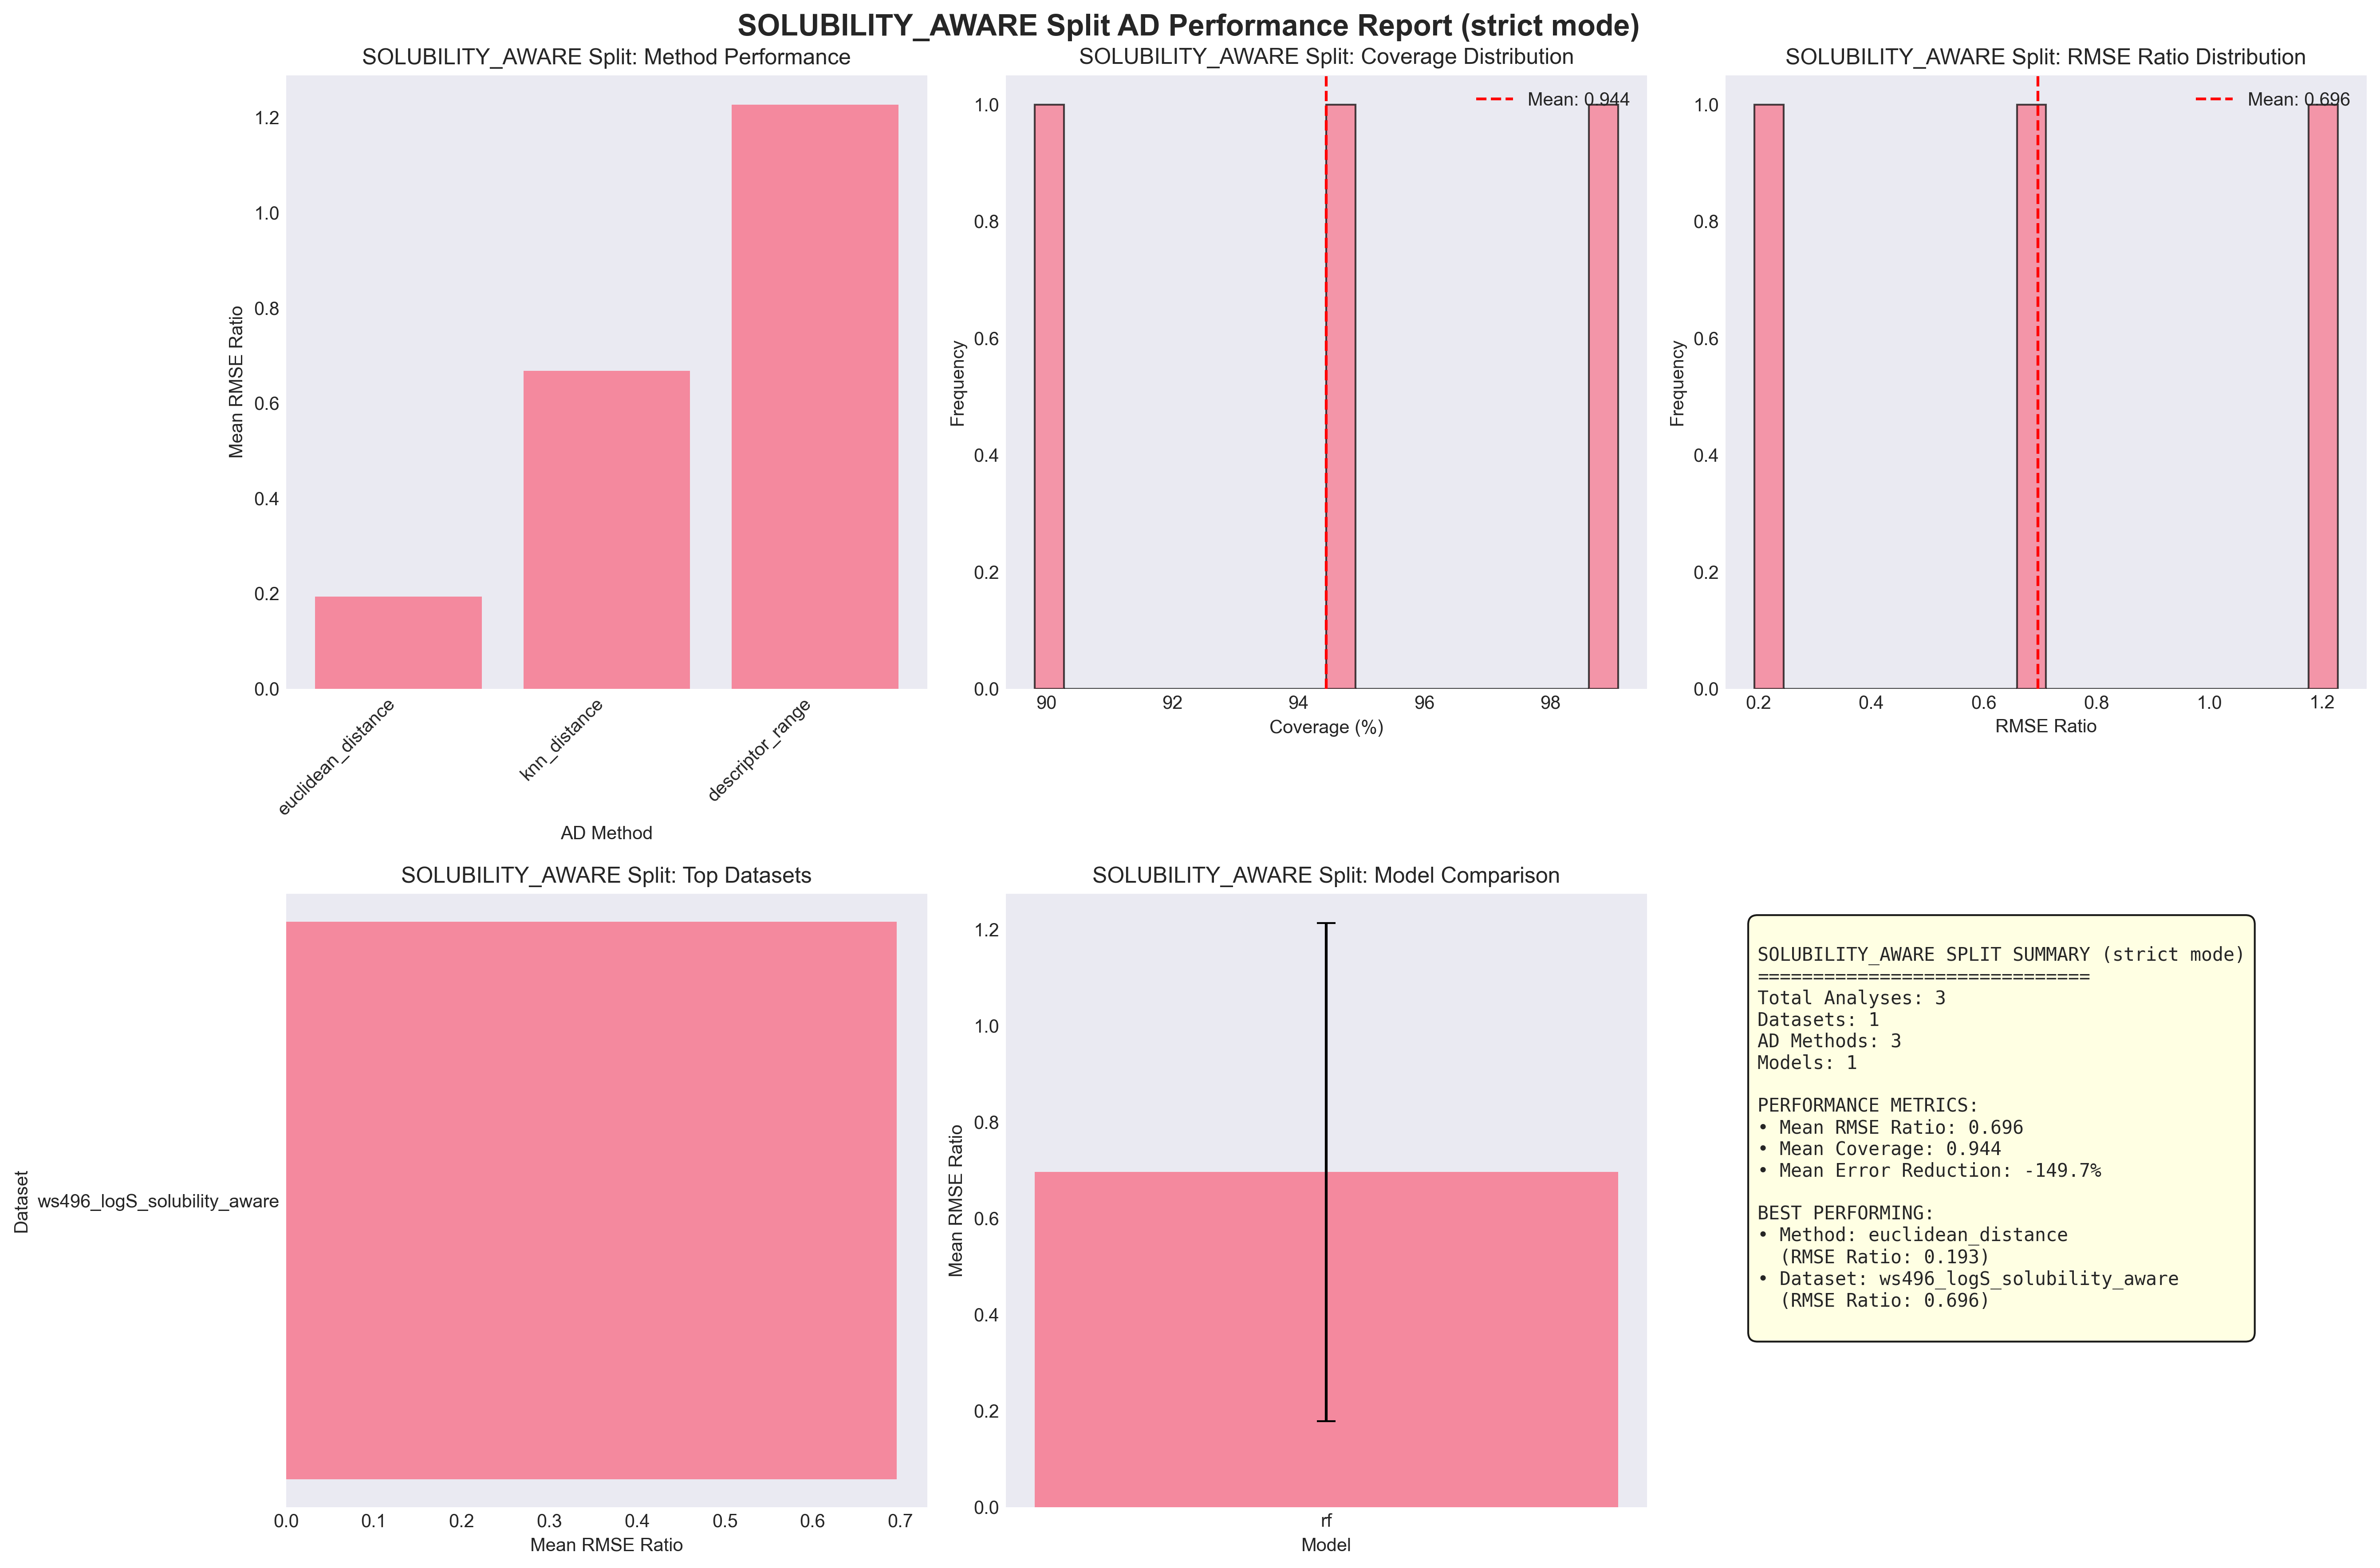 SOLUBILITY_AWARE Split AD Performance Report (strict mode)
SOLUBILITY_AWARE Split: Method Performance
Mean RMSE Ratio
1.2
1.0
0.8
0.6
0.4
0.2
0.0
euclidean_distance
knn_distance
descriptor_range
AD Method
SOLUBILITY_AWARE Split: Coverage Distribution
Mean: 0.944
Frequency
1.0
0.8
0.6
0.4
0.2
0.0
90 92 94 96 98
Coverage (%)
SOLUBILITY_AWARE Split: RMSE Ratio Distribution
Mean: 0.696
Frequency
1.0
0.8
0.6
0.4
0.2
0.0
0.2 0.4 0.6 0.8 1.0 1.2
RMSE Ratio
SOLUBILITY_AWARE Split: Top Datasets
Dataset
ws496_logS_solubility_aware
0.0 0.1 0.2 0.3 0.4 0.5 0.6 0.7
Mean RMSE Ratio
SOLUBILITY_AWARE Split: Model Comparison
Mean RMSE Ratio
1.2
1.0
0.8
0.6
0.4
0.2
0.0
rf
Model
SOLUBILITY_AWARE SPLIT SUMMARY (strict mode)
==============================
Total Analyses: 3
Datasets: 1
AD Methods: 3
Models: 1
PERFORMANCE METRICS:
• Mean RMSE Ratio: 0.696
• Mean Coverage: 0.944
• Mean Error Reduction: -149.7%
BEST PERFORMING:
• Method: euclidean_distance
(RMSE Ratio: 0.193)
• Dataset: ws496_logS_solubility_aware
(RMSE Ratio: 0.696)